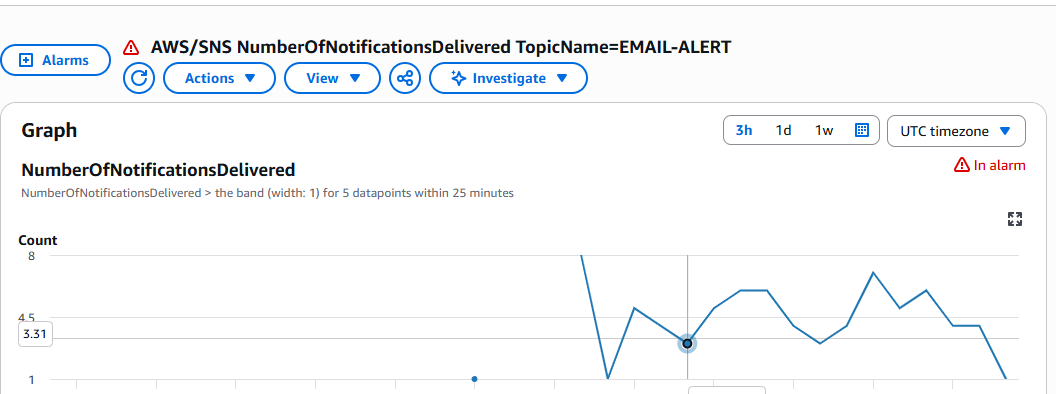 Alarms
AWS/SNS NumberOfNotificationsDelivered TopicName=EMAIL-ALERT
Actions View Investigate
Graph
3h 1d 1w UTC timezone
NumberOfNotificationsDelivered
In alarm
NumberOfNotificationsDelivered > the band (width: 1) for 5 datapoints within 25 minutes
Count
8
4.5
3.31
1